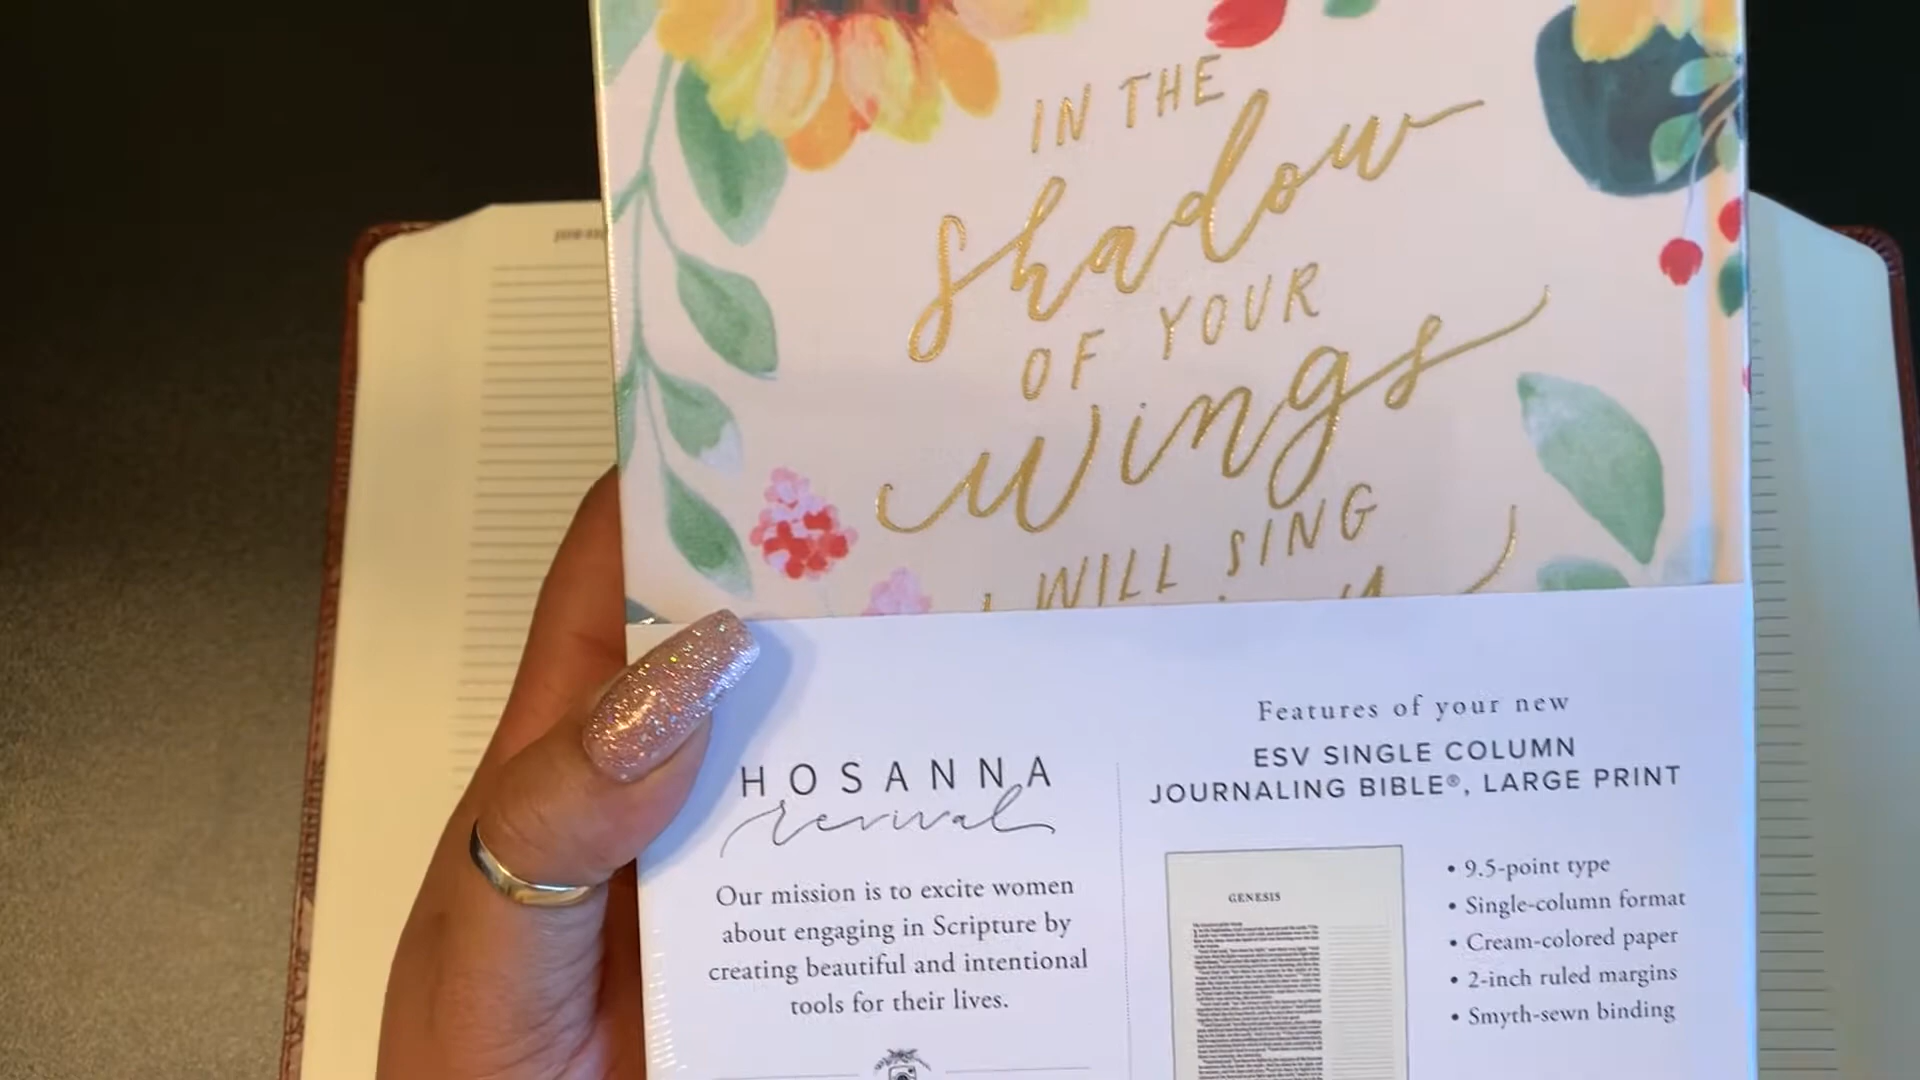 IN THE
shadow
OF YOUR
wings
I WILL SING
HOSANNA
revival
Our mission is to excite women
about engaging in Scripture by
creating beautiful and intentional
tools for their lives.
Features of your new
ESV SINGLE COLUMN
JOURNALING BIBLE®, LARGE PRINT
GENESIS
• 9.5-point type
• Single-column format
• Cream-colored paper
• 2-inch ruled margins
• Smyth-sewn binding